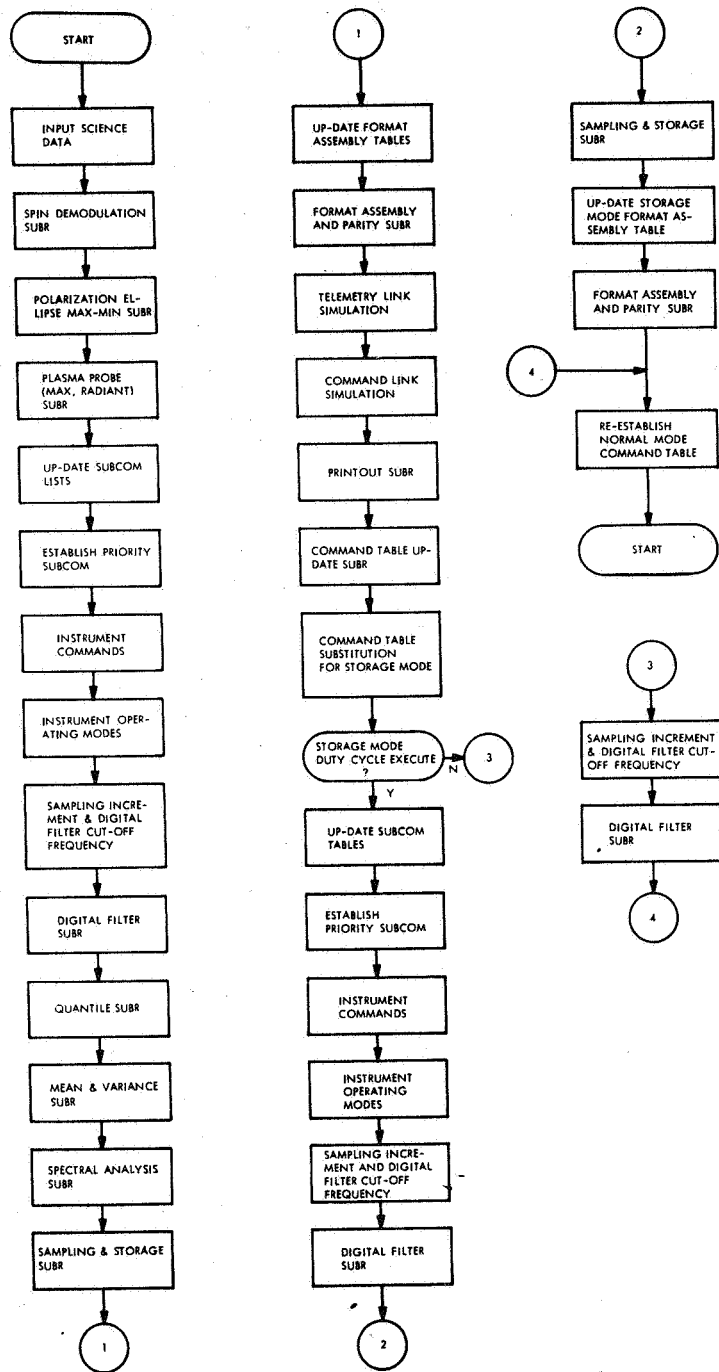 START
INPUT SCIENCE
DATA
SPIN DEMODULATION
SUBR
POLARIZATION EL-
LIPSE MAX-MIN SUBR
PLASMA PROBE
(MAX, RADIANT)
SUBR
UP-DATE SUBCOM
LISTS
ESTABLISH PRIORITY
SUBCOM
INSTRUMENT
COMMANDS
INSTRUMENT OPER-
ATING MODES
SAMPLING INCRE-
MENT & DIGITAL
FILTER CUT-OFF
FREQUENCY
DIGITAL FILTER
SUBR
QUANTILE SUBR
MEAN & VARIANCE
SUBR
SPECTRAL ANALYSIS
SUBR
SAMPLING & STORAGE
SUBR
1
1
UP-DATE FORMAT
ASSEMBLY TABLES
FORMAT ASSEMBLY
AND PARITY SUBR
TELEMETRY LINK
SIMULATION
COMMAND LINK
SIMULATION
PRINTOUT SUBR
COMMAND TABLE UP-
DATE SUBR
COMMAND TABLE
SUBSTITUTION
FOR STORAGE MODE
STORAGE MODE
DUTY CYCLE EXECUTE
?
N
3
Y
UP-DATE SUBCOM
TABLES
ESTABLISH
PRIORITY SUBCOM
INSTRUMENT
COMMANDS
INSTRUMENT
OPERATING
MODES
SAMPLING INCRE-
MENT AND DIGITAL
FILTER CUT-OFF
FREQUENCY
DIGITAL FILTER
SUBR
2
2
SAMPLING & STORAGE
SUBR
UP-DATE STORAGE
MODE FORMAT AS-
SEMBLY TABLE
FORMAT ASSEMBLY
AND PARITY SUBR
4
RE-ESTABLISH
NORMAL MODE
COMMAND TABLE
START
3
SAMPLING INCREMENT
& DIGITAL FILTER CUT-
OFF FREQUENCY
DIGITAL FILTER
SUBR
4